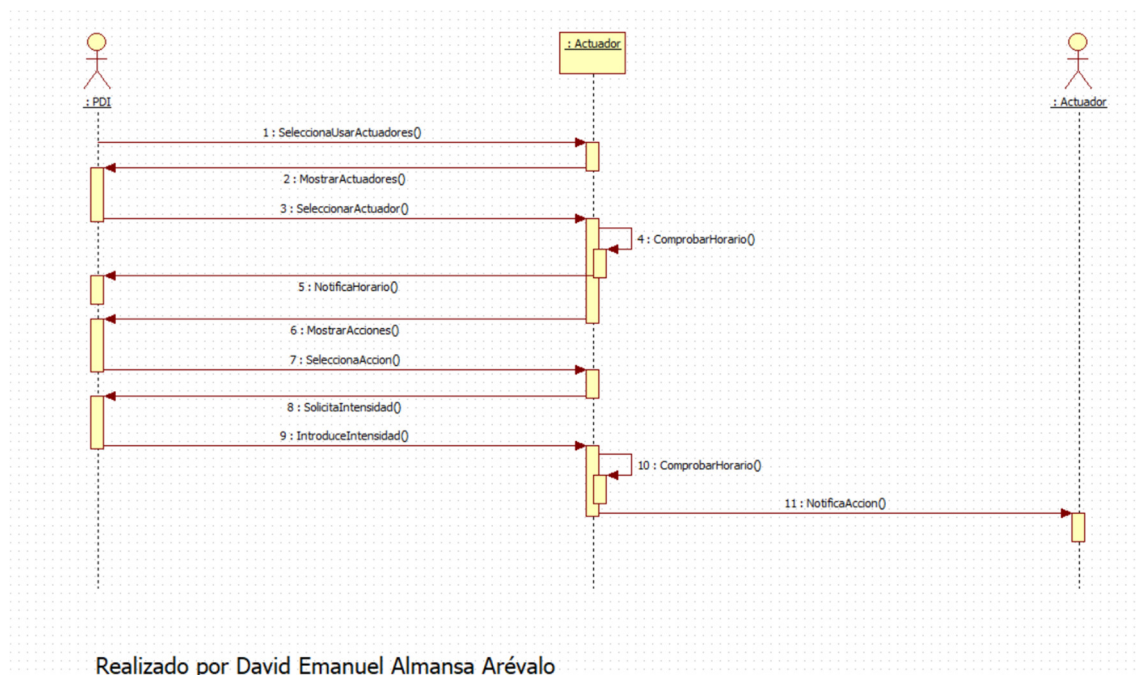 : Actuador
: PDI
: Actuador
1 : SeleccionaUsarActuadores()
2 : MostrarActuadores()
3 : SeleccionarActuador()
4 : ComprobarHorario()
5 : NotificaHorario()
6 : MostrarAcciones()
7 : SeleccionaAccion()
8 : SolicitaIntensidad()
9 : IntroduceIntensidad()
10 : ComprobarHorario()
11 : NotificaAccion()
Realizado por David Emanuel Almansa Arévalo